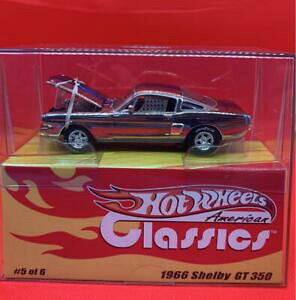 Hot Wheels
American
Classics
#5 of 6
1966 Shelby GT 350